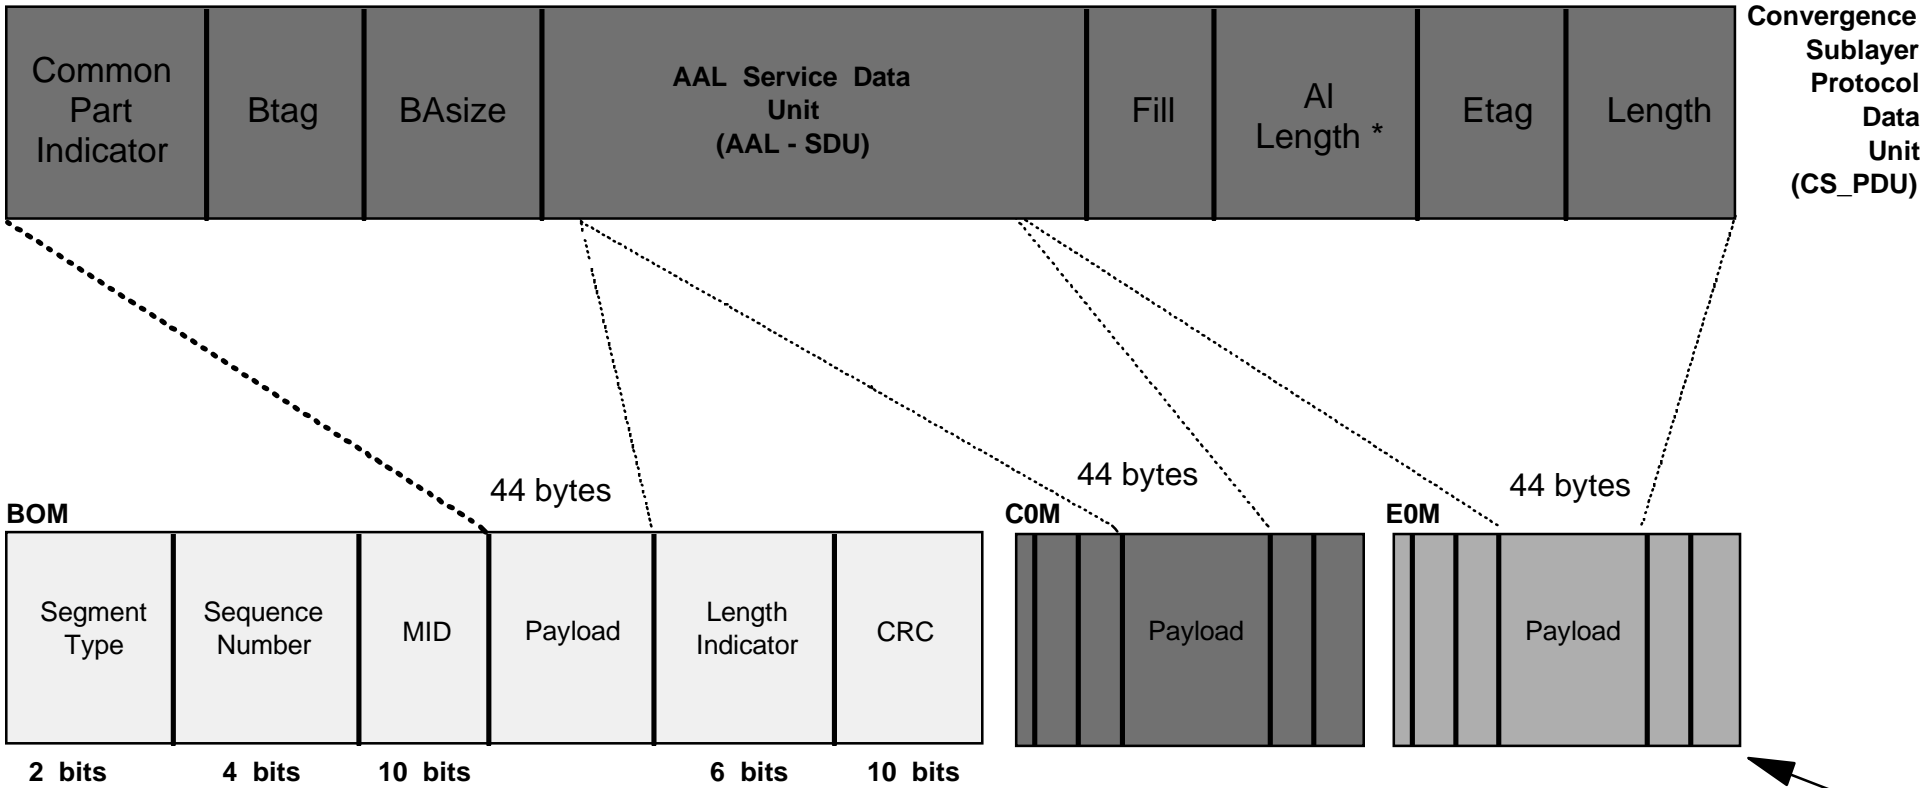 Common
Part
Indicator
Btag
BAsize
AAL Service Data
Unit
(AAL - SDU)
Fill
Al
Length *
Etag
Length
Convergence
Sublayer
Protocol
Data
Unit
(CS_PDU)
44 bytes
44 bytes
44 bytes
BOM
C0M
E0M
Segment
Type
Sequence
Number
MID
Payload
Length
Indicator
CRC
Payload
Payload
2 bits
4 bits
10 bits
6 bits
10 bits